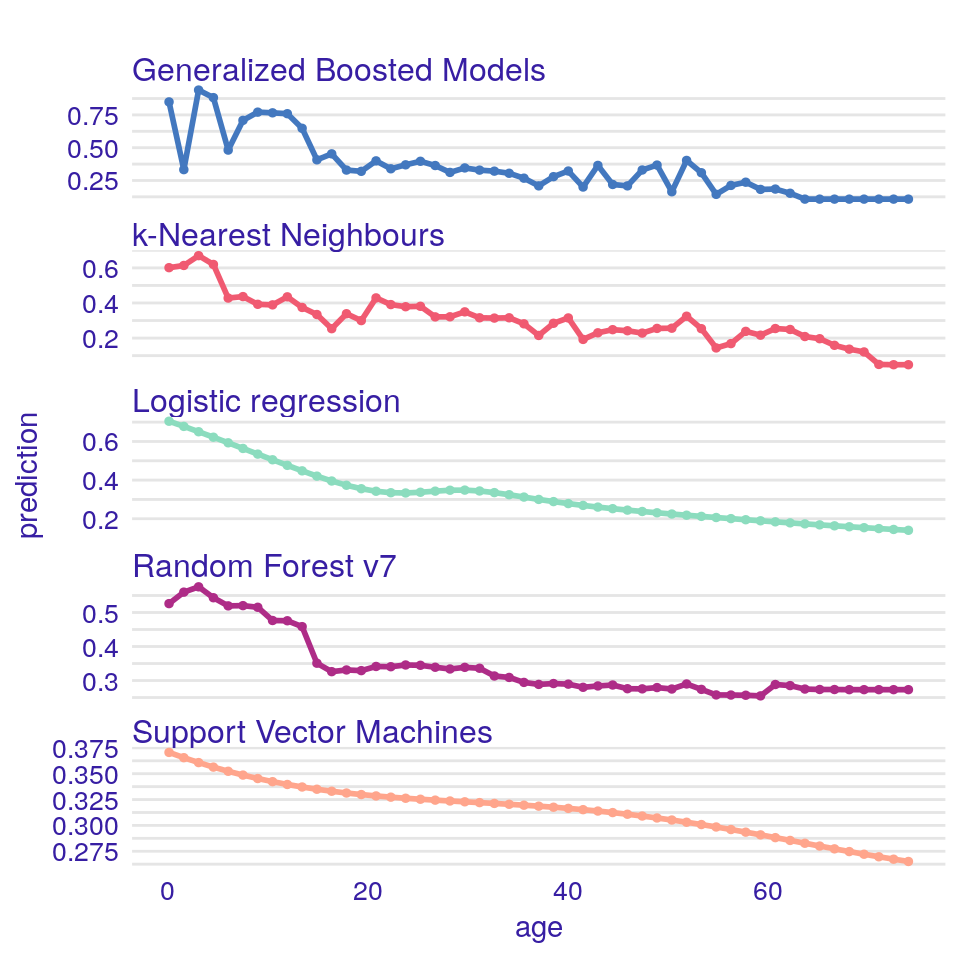 Generalized Boosted Models
0.75
0.50
0.25
k-Nearest Neighbours
0.6
0.4
0.2
Logistic regression
0.6
0.4
0.2
prediction
Random Forest v7
0.5
0.4
0.3
Support Vector Machines
0.375
0.350
0.325
0.300
0.275
0 20 40 60
age